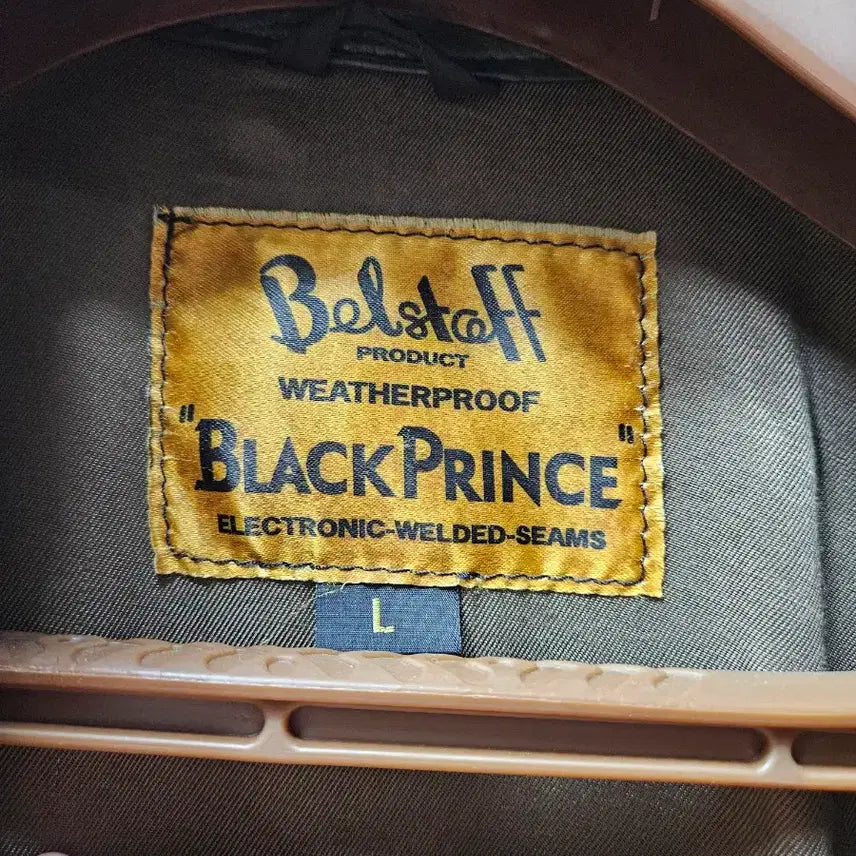 Belstaff
PRODUCT
WEATHERPROOF
"BLACK PRINCE"
ELECTRONIC-WELDED-SEAMS
L